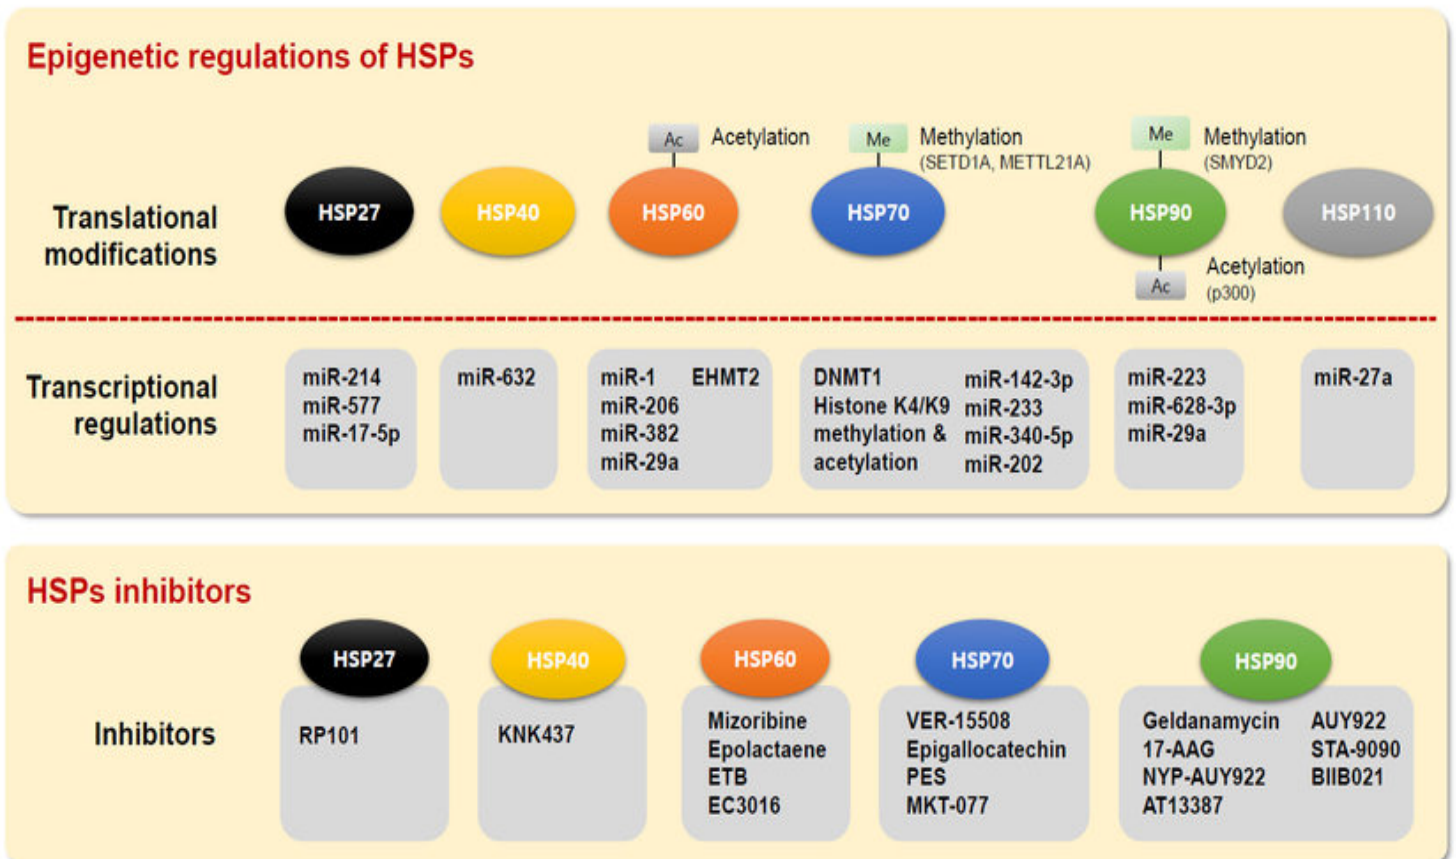 Epigenetic regulations of HSPs
Ac Acetylation
Me Methylation
(SETD1A, METTL21A)
Me Methylation
(SMYD2)
Translational
modifications
HSP27
HSP40
HSP60
HSP70
HSP90
HSP110
Ac Acetylation
(p300)
Transcriptional
regulations
miR-214
miR-577
miR-17-5p
miR-632
miR-1
miR-206
miR-382
miR-29a
EHMT2
DNMT1
Histone K4/K9
methylation &
acetylation
miR-142-3p
miR-233
miR-340-5p
miR-202
miR-223
miR-628-3p
miR-29a
miR-27a
HSPs inhibitors
Inhibitors
HSP27
RP101
HSP40
KNK437
HSP60
Mizoribine
Epolactaene
ETB
EC3016
HSP70
VER-15508
Epigallocatechin
PES
MKT-077
HSP90
Geldanamycin
17-AAG
NYP-AUY922
AT13387
AUY922
STA-9090
BIIB021